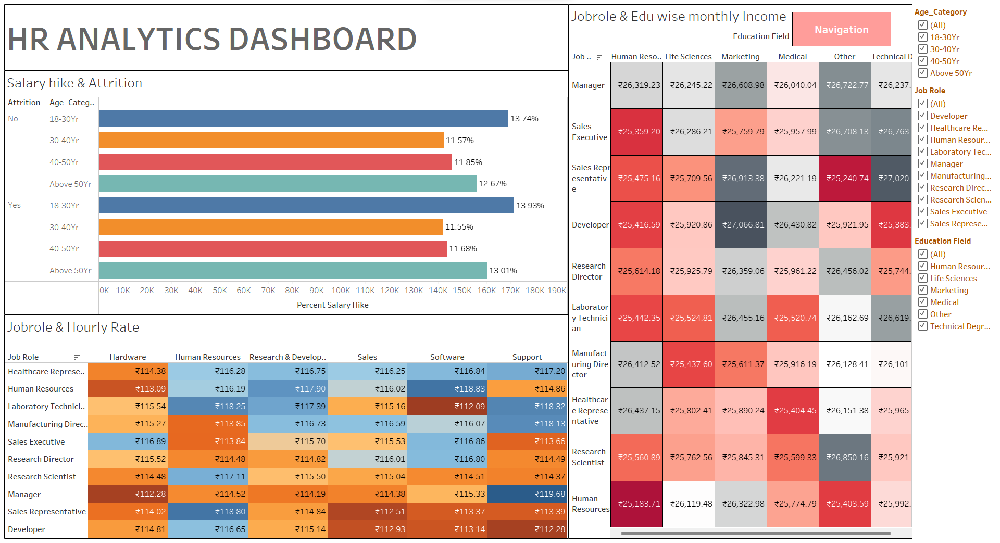 HR ANALYTICS DASHBOARD
Salary hike & Attrition
Attrition Age_Categ..
No 18-30Yr 13.74%
30-40Yr 11.57%
40-50Yr 11.85%
Above 50Yr 12.67%
Yes 18-30Yr 13.93%
30-40Yr 11.55%
40-50Yr 11.68%
Above 50Yr 13.01%
0K 10K 20K 30K 40K 50K 60K 70K 80K 90K 100K 110K 120K 130K 140K 150K 160K 170K 180K 190K
Percent Salary Hike
Jobrole & Hourly Rate
Job Role Hardware Human Resources Research & Develop.. Sales Software Support
Healthcare Represe.. ₹114.38 ₹116.28 ₹116.75 ₹116.25 ₹116.84 ₹117.20
Human Resources ₹113.09 ₹116.19 ₹117.90 ₹116.02 ₹118.83 ₹114.86
Laboratory Technici.. ₹115.54 ₹118.25 ₹117.39 ₹115.16 ₹112.09 ₹118.32
Manufacturing Direc.. ₹115.27 ₹113.85 ₹116.73 ₹116.59 ₹116.07 ₹118.13
Sales Executive ₹116.89 ₹113.84 ₹115.70 ₹115.53 ₹116.86 ₹113.66
Research Director ₹115.52 ₹114.48 ₹114.82 ₹116.01 ₹116.80 ₹114.49
Research Scientist ₹114.48 ₹117.11 ₹115.50 ₹115.04 ₹114.51 ₹114.37
Manager ₹112.28 ₹114.52 ₹114.19 ₹114.38 ₹115.33 ₹119.68
Sales Representative ₹114.02 ₹118.80 ₹114.84 ₹112.51 ₹113.37 ₹113.39
Developer ₹114.81 ₹116.65 ₹115.14 ₹112.93 ₹113.14 ₹112.28
Jobrole & Edu wise monthly Income
Navigation
Education Field
Job .. Human Reso.. Life Sciences Marketing Medical Other Technical D
Manager ₹26,319.23 ₹26,245.22 ₹26,608.98 ₹26,040.04 ₹26,722.77 ₹26,237.
Sales
Executive ₹25,359.20 ₹26,286.21 ₹25,759.79 ₹25,957.99 ₹26,708.13 ₹26,763.
Sales Repr
esentativ ₹25,475.16 ₹25,709.56 ₹26,913.38 ₹26,221.19 ₹25,240.74 ₹27,020.
e
Developer ₹25,416.59 ₹25,920.86 ₹27,066.81 ₹26,430.82 ₹25,921.95 ₹25,383.
Research
Director ₹25,614.18 ₹25,925.79 ₹26,359.06 ₹25,961.22 ₹26,456.02 ₹25,744.
Laborator
y Technici ₹25,442.35 ₹25,524.81 ₹26,455.16 ₹25,520.74 ₹26,162.69 ₹26,619.
an
Manufact
uring Dire ₹26,412.52 ₹25,437.60 ₹25,611.37 ₹25,916.19 ₹26,128.41 ₹26,101.
ctor
Healthcar
e Represe ₹26,437.15 ₹25,802.41 ₹25,890.24 ₹25,404.45 ₹26,151.38 ₹25,965.
ntative
Research
Scientist ₹25,560.89 ₹25,762.56 ₹25,845.31 ₹25,599.33 ₹26,850.16 ₹25,921.
Human
Resources ₹25,183.71 ₹26,119.48 ₹26,322.98 ₹25,774.79 ₹25,403.59 ₹25,992.
Age_Category
(All)
18-30Yr
30-40Yr
40-50Yr
Above 50Yr
Job Role
(All)
Developer
Healthcare Re...
Human Resour...
Laboratory Tec...
Manager
Manufacturing...
Research Direc...
Research Scien...
Sales Executive
Sales Represe...
Education Field
(All)
Human Resour...
Life Sciences
Marketing
Medical
Other
Technical Degr...